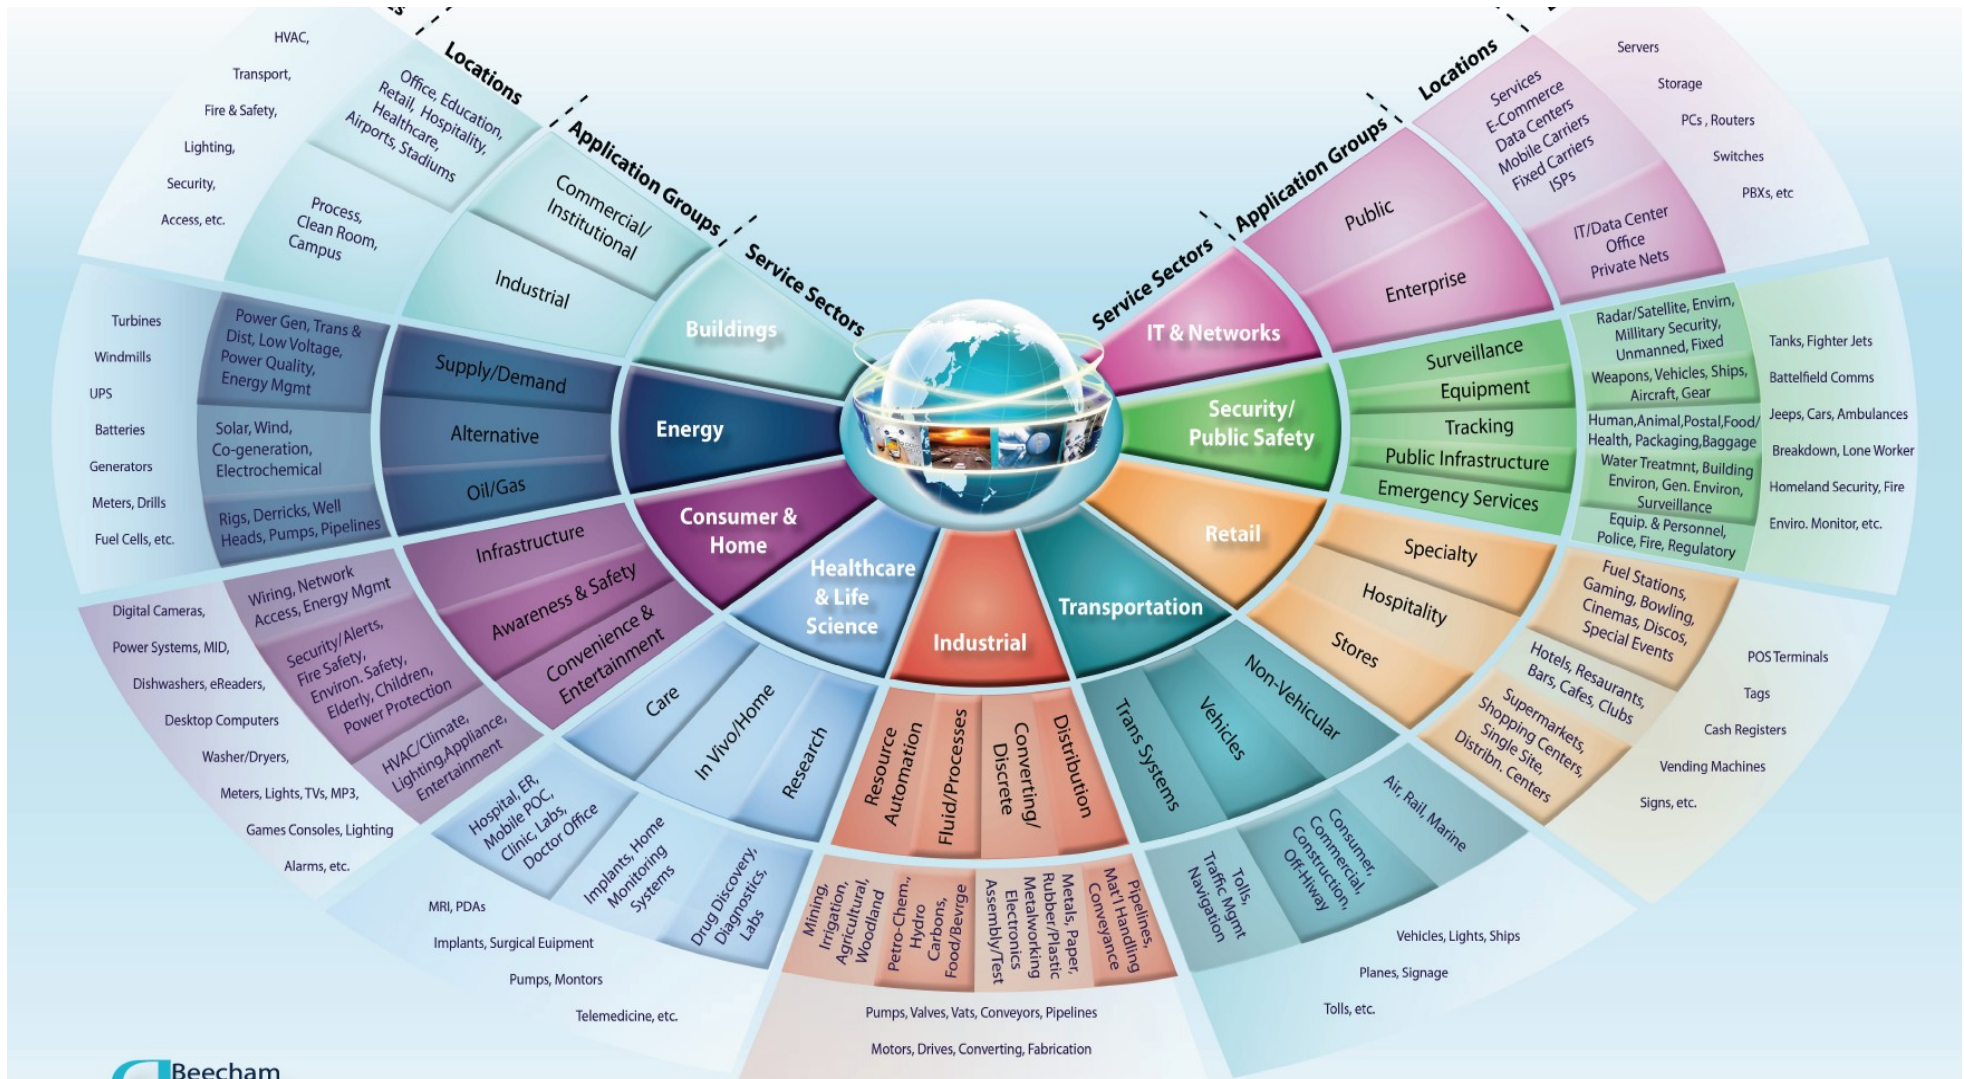 Locations
Application Groups
Service Sectors
Service Sectors
Application Groups
Locations
HVAC,
Transport,
Fire & Safety,
Lighting,
Security,
Access, etc.
Office, Education,
Retail, Hospitality,
Healthcare,
Airports, Stadiums
Process,
Clean Room,
Campus
Commercial/
Institutional
Industrial
Buildings
Turbines
Windmills
UPS
Batteries
Generators
Meters, Drills
Fuel Cells, etc.
Power Gen, Trans &
Dist, Low Voltage,
Power Quality,
Energy Mgmt
Solar, Wind,
Co-generation,
Electrochemical
Rigs, Derricks, Well
Heads, Pumps, Pipelines
Supply/Demand
Alternative
Oil/Gas
Energy
Digital Cameras,
Power Systems, MID,
Dishwashers, eReaders,
Desktop Computers
Washer/Dryers,
Meters, Lights, TVs, MP3,
Games Consoles, Lighting
Alarms, etc.
Wiring, Network
Access, Energy Mgmt
Security/Alerts,
Fire Safety,
Environ. Safety,
Elderly, Children,
Power Protection
HVAC/Climate,
Lighting,Appliance,
Entertainment
Infrastructure
Awareness & Safety
Convenience &
Entertainment
Consumer &
Home
MRI, PDAs
Implants, Surgical Euipment
Pumps, Montors
Telemedicine, etc.
Hospital, ER,
Mobile POC,
Clinic, Labs,
Doctor Office
Implants, Home
Monitoring
Systems
Drug Discovery,
Diagnostics,
Labs
Care
In Vivo/Home
Research
Healthcare
& Life
Science
Industrial
Resource
Automation
Fluid/Processes
Converting/
Discrete
Distribution
Mining,
Irrigation,
Agricultural,
Woodland
Petro-Chem.,
Hydro
Carbons,
Food/Bevrge
Metals, Paper,
Rubber/Plastic
Metalworking
Electronics
Assembly/Test
Pipelines,
Mat'l Handling
Conveyance
Pumps, Valves, Vats, Conveyors, Pipelines
Motors, Drives, Converting, Fabrication
Transportation
Trans Systems
Vehicles
Non-Vehicular
Tolls,
Traffic Mgmt
Navigation
Consumer,
Commercial,
Construction,
Off-Hiway
Air, Rail, Marine
Vehicles, Lights, Ships
Planes, Signage
Tolls, etc.
Retail
Specialty
Hospitality
Stores
Fuel Stations,
Gaming, Bowling,
Cinemas, Discos,
Special Events
Hotels, Resaurants,
Bars, Cafes, Clubs
Supermarkets,
Shopping Centers,
Single Site,
Distribn. Centers
POS Terminals
Tags
Cash Registers
Vending Machines
Signs, etc.
Security/
Public Safety
Surveillance
Equipment
Tracking
Public Infrastructure
Emergency Services
Radar/Satellite, Envirn,
Millitary Security,
Unmanned, Fixed
Weapons, Vehicles, Ships,
Aircraft, Gear
Human,Animal,Postal,Food/
Health, Packaging,Baggage
Water Treatmnt, Building
Environ, Gen. Environ,
Surveillance
Equip. & Personnel,
Police, Fire, Regulatory
Tanks, Fighter Jets
Battelfield Comms
Jeeps, Cars, Ambulances
Breakdown, Lone Worker
Homeland Security, Fire
Enviro. Monitor, etc.
IT & Networks
Public
Enterprise
Services
E-Commerce
Data Centers
Mobile Carriers
Fixed Carriers
ISPs
IT/Data Center
Office
Private Nets
Servers
Storage
PCs , Routers
Switches
PBXs, etc
Beecham